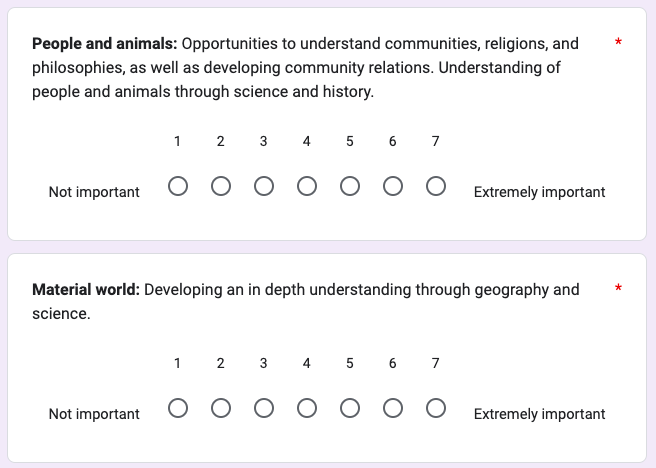 People and animals: Opportunities to understand communities, religions, and *
philosophies, as well as developing community relations. Understanding of
people and animals through science and history.
1 2 3 4 5 6 7
Not important Extremely important
Material world: Developing an in depth understanding through geography and *
science.
1 2 3 4 5 6 7
Not important Extremely important